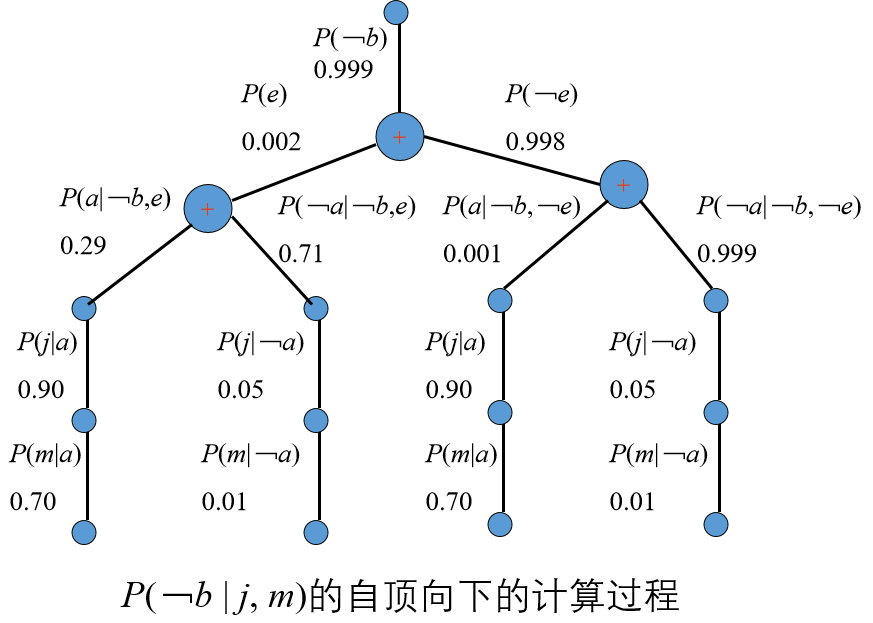 P(¬b)
0.999
P(e)
P(¬e)
0.002
0.998
P(a|¬b,e)
P(¬a|¬b,e)
P(a|¬b,¬e)
P(¬a|¬b,¬e)
0.29
0.71
0.001
0.999
P(j|a)
P(j|¬a)
P(j|a)
P(j|¬a)
0.90
0.05
0.90
0.05
P(m|a)
P(m|¬a)
P(m|a)
P(m|¬a)
0.70
0.01
0.70
0.01
P(¬b | j, m)的自顶向下的计算过程